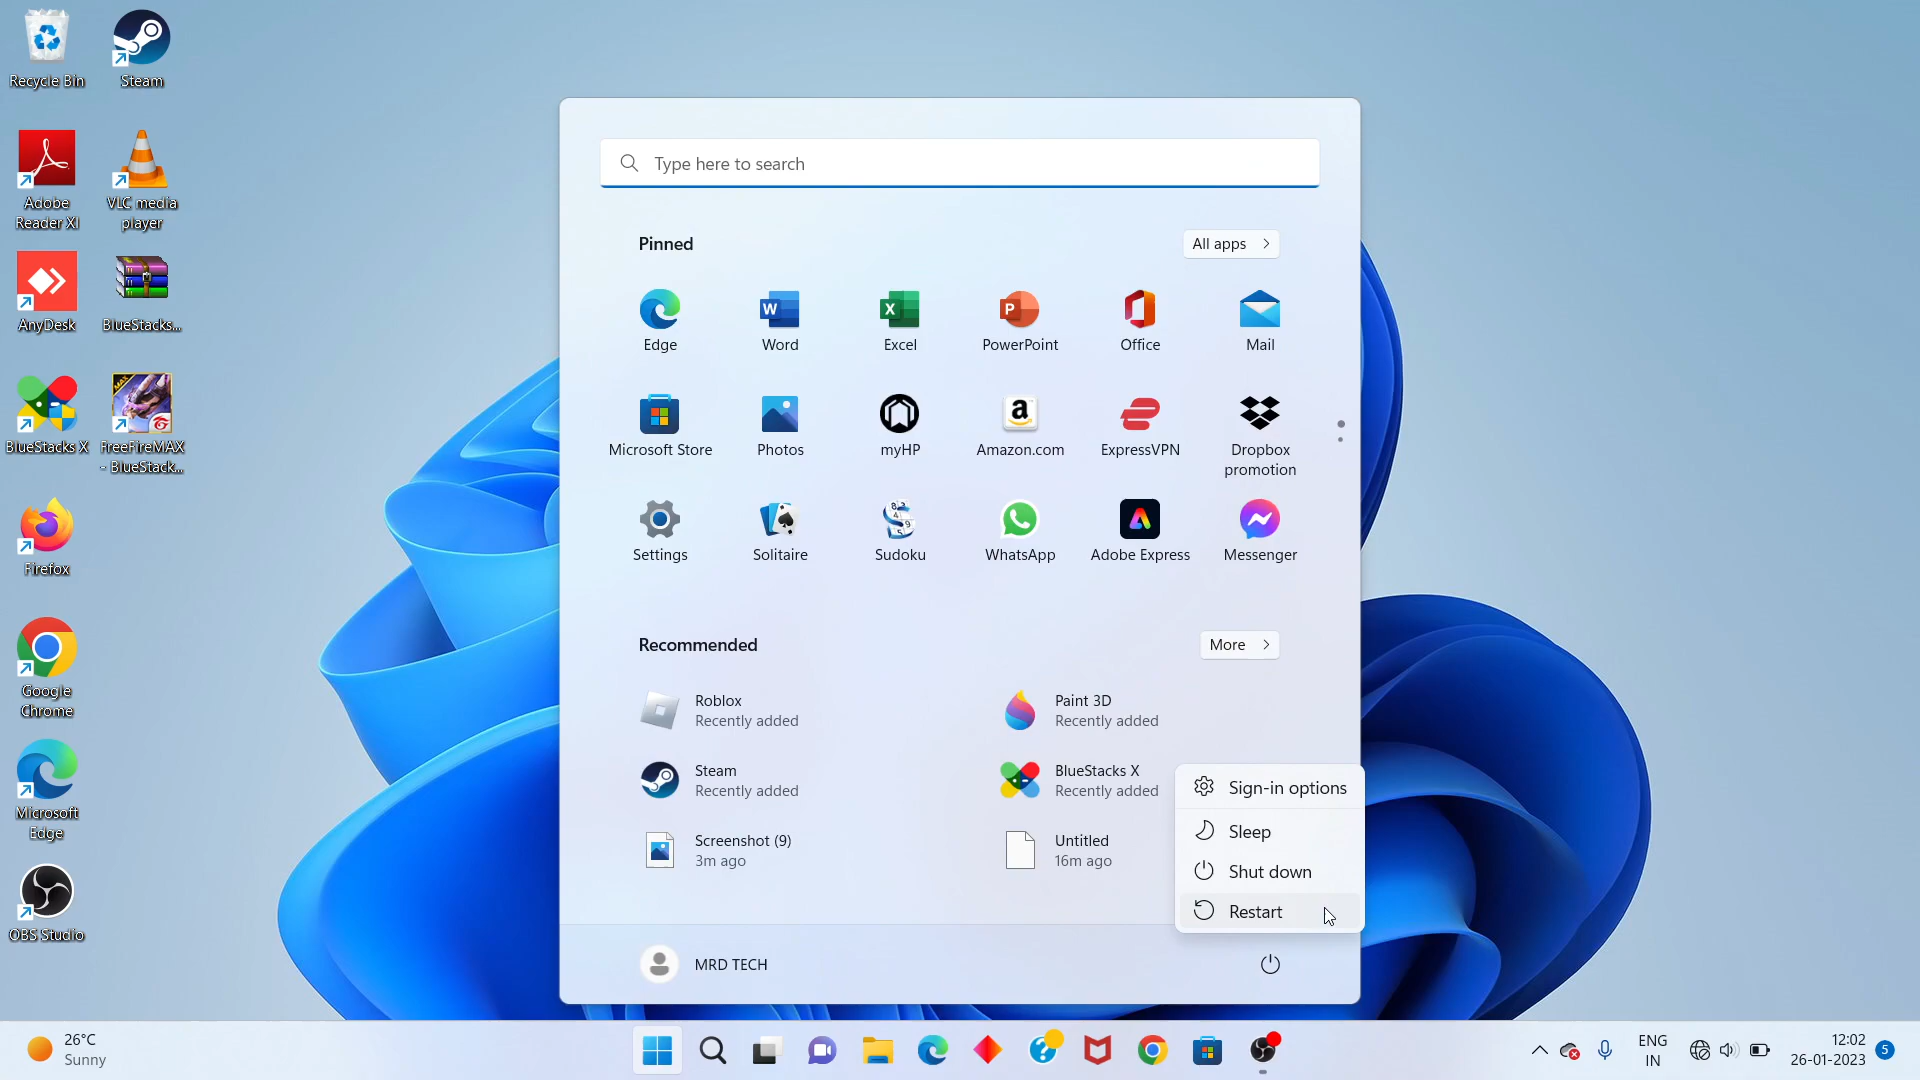 Recycle Bin
Steam
Adobe
Reader XI
VLC media
player
AnyDesk
BlueStacks...
BlueStacks X
MAX
FreeFireMAX
- BlueStack...
Firefox
Google
Chrome
Microsoft
Edge
OBS Studio
Type here to search
Pinned
All apps
Edge
Word
Excel
PowerPoint
Office
Mail
Microsoft Store
Photos
myHP
Amazon.com
ExpressVPN
Dropbox
promotion
Settings
Solitaire
Sudoku
WhatsApp
Adobe Express
Messenger
Recommended
More
Roblox
Recently added
Paint 3D
Recently added
Steam
Recently added
BlueStacks X
Recently added
Screenshot (9)
3m ago
Untitled
16m ago
Sign-in options
Sleep
Shut down
Restart
MRD TECH
26°C
Sunny
ENG
IN
12:02
26-01-2023
5